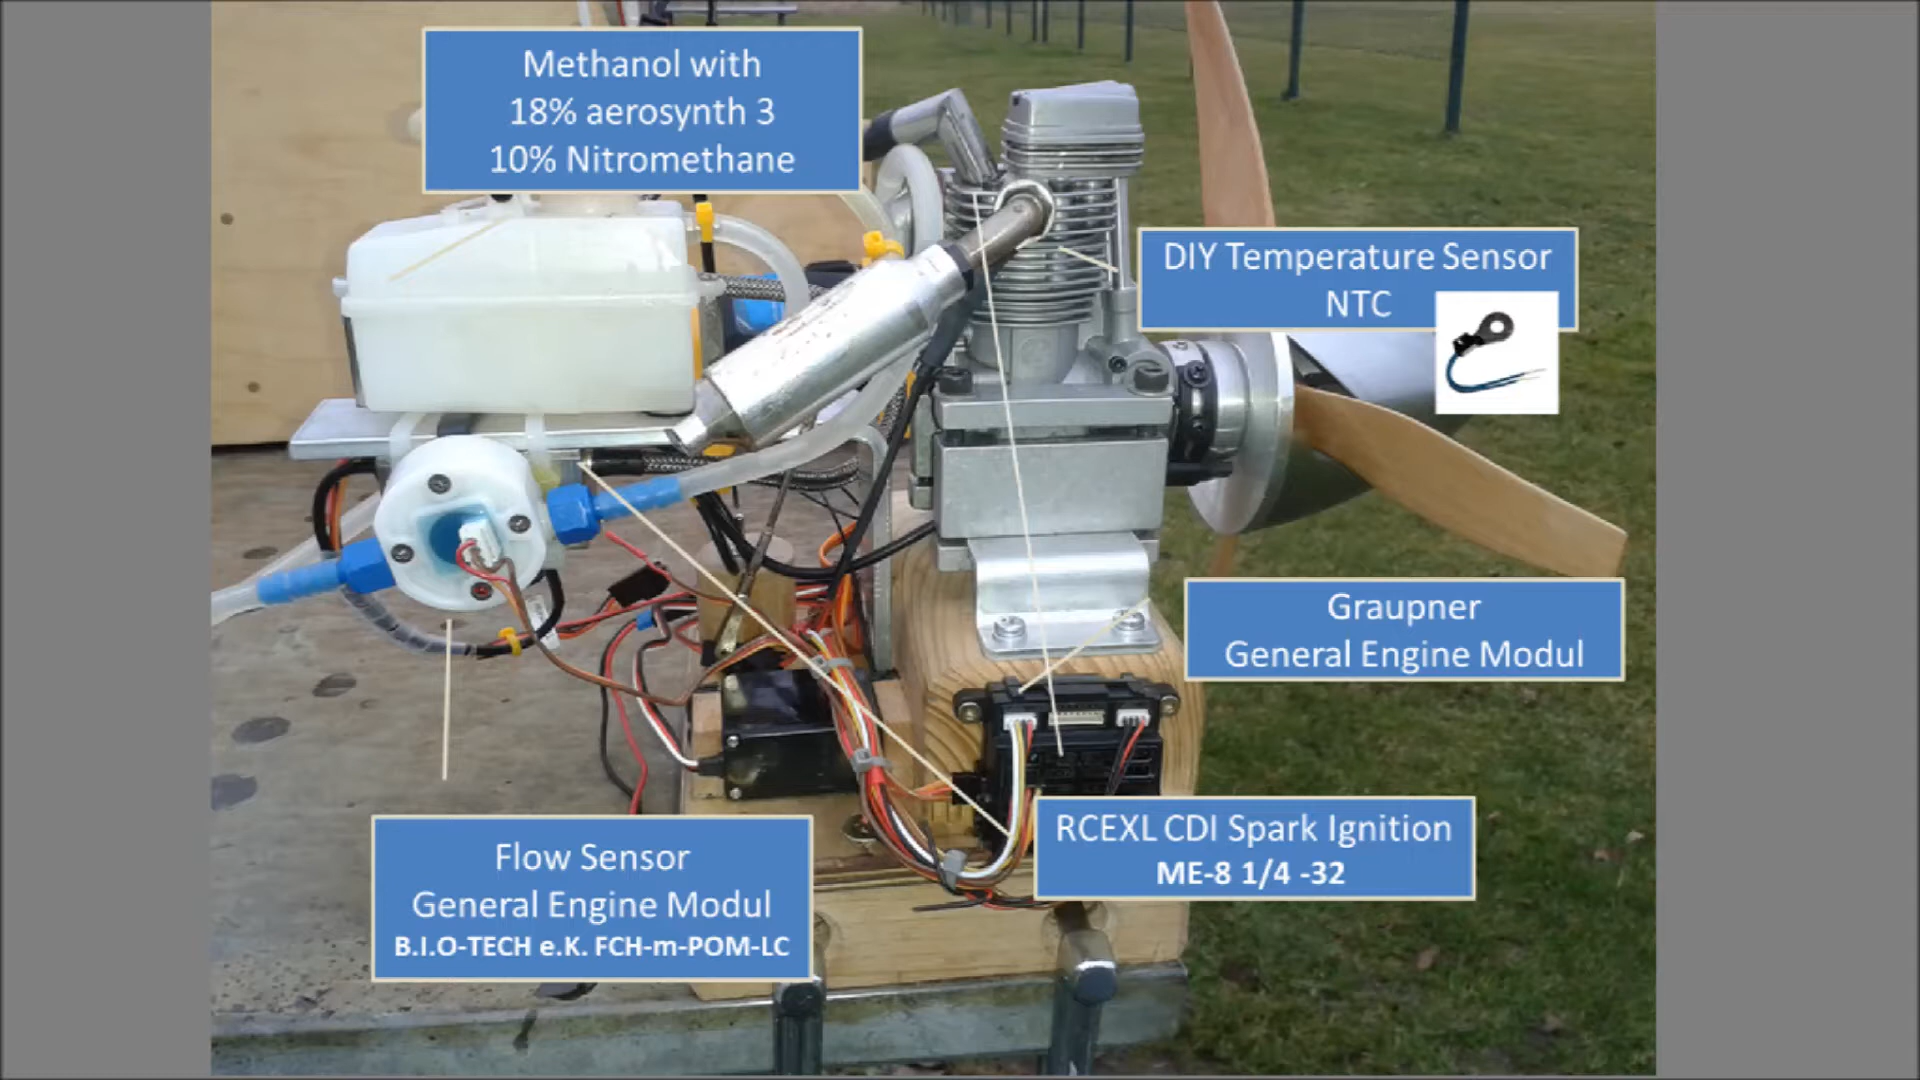 Methanol with
18% aerosynth 3
10% Nitromethane
DIY Temperature Sensor
NTC
Graupner
General Engine Modul
RCEXL CDI Spark Ignition
ME-8 1/4 -32
Flow Sensor
General Engine Modul
B.I.O-TECH e.K. FCH-m-POM-LC